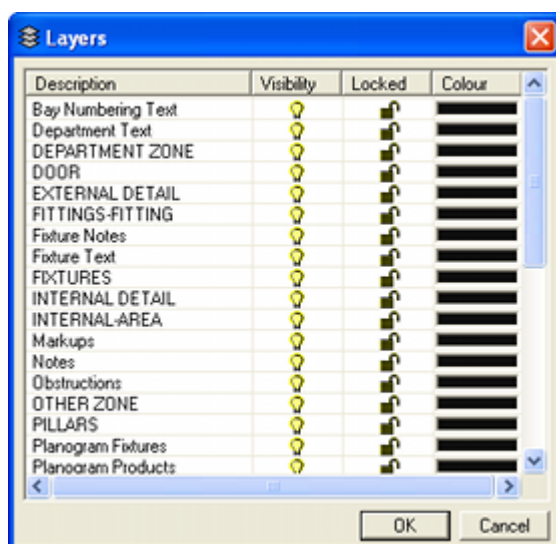 Layers
Description Visibility Locked Colour
Bay Numbering Text
Department Text
DEPARTMENT ZONE
DOOR
EXTERNAL DETAIL
FITTINGS-FITTING
Fixture Notes
Fixture Text
FIXTURES
INTERNAL DETAIL
INTERNAL-AREA
Markups
Notes
Obstructions
OTHER ZONE
PILLARS
Planogram Fixtures
Planogram Products
OK Cancel